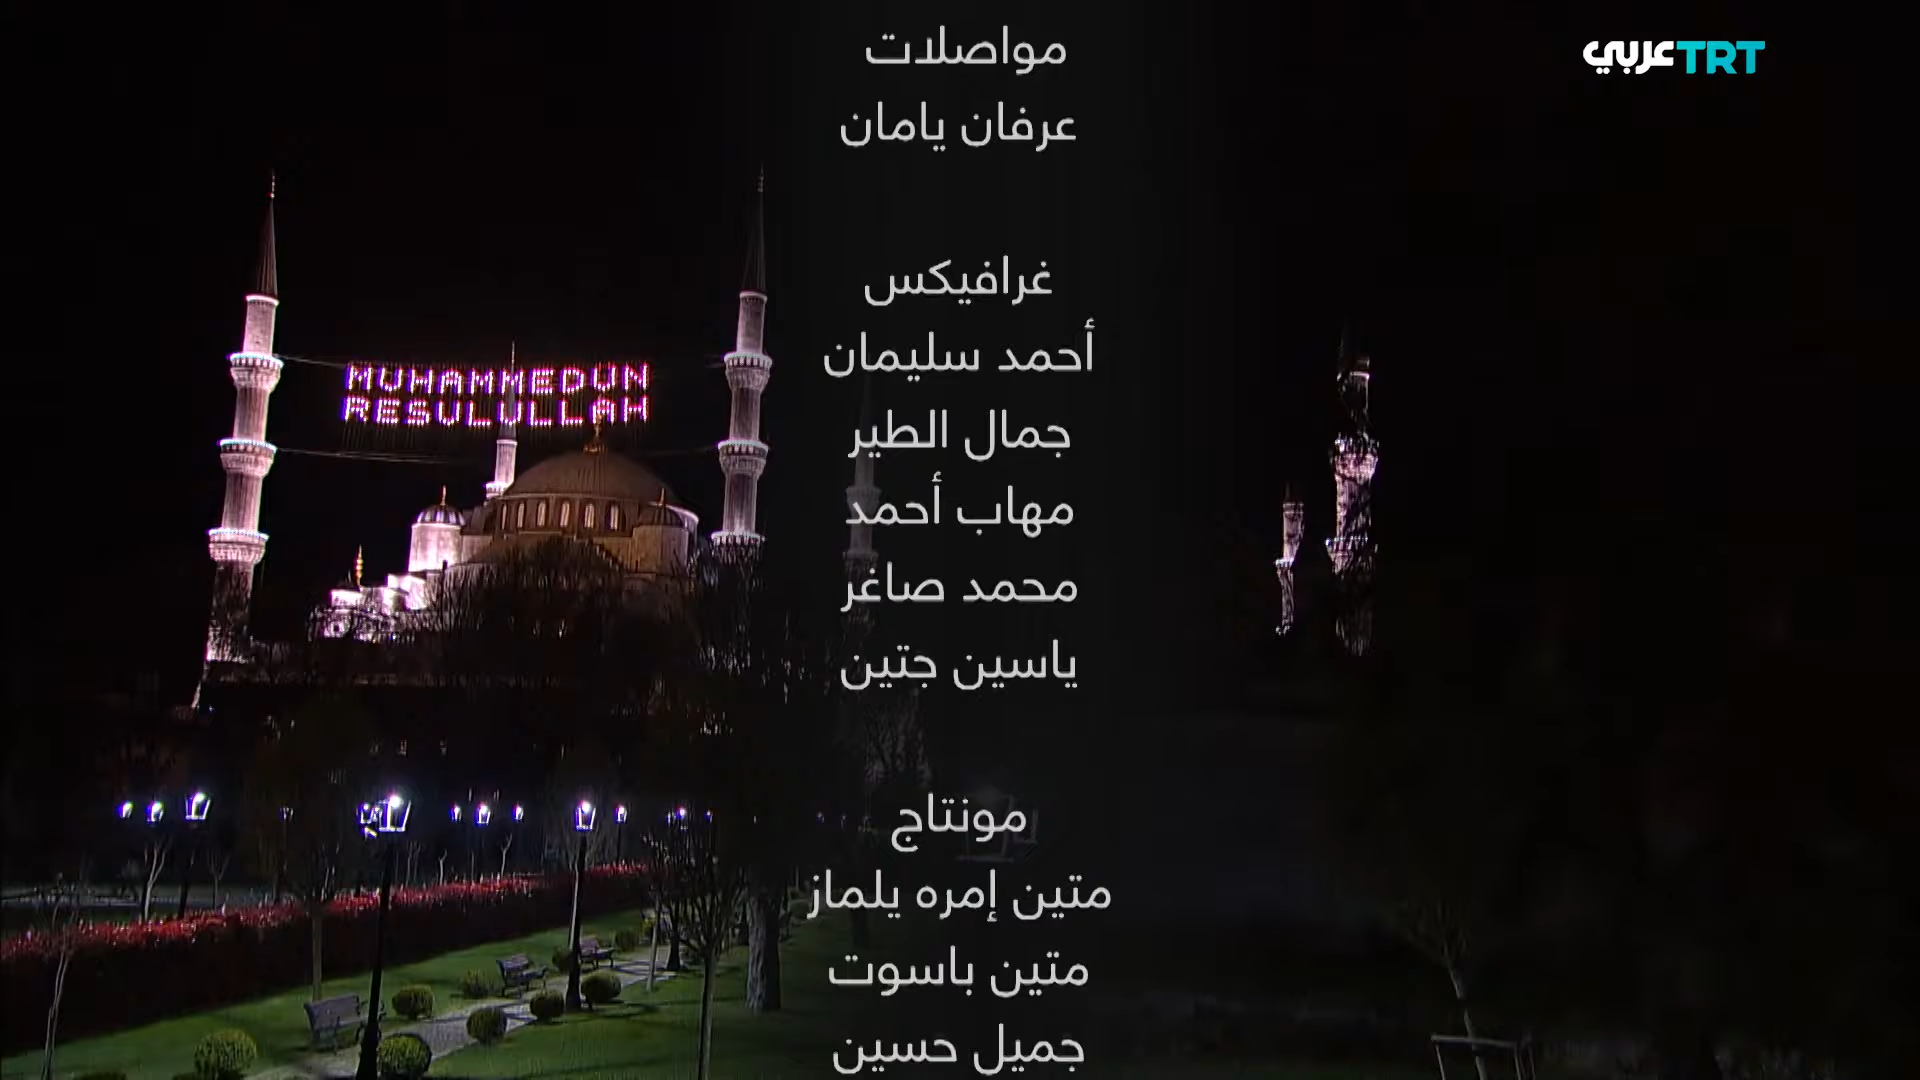 عربي TRT
مواصلات
عرفان يامان
غرافيكس
أحمد سليمان
جمال الطير
مهاب أحمد
محمد صاغر
ياسين جتين
مونتاج
متين إمره يلماز
متين باسوت
جميل حسين
MUHAMMEDUN
RESULULLAH